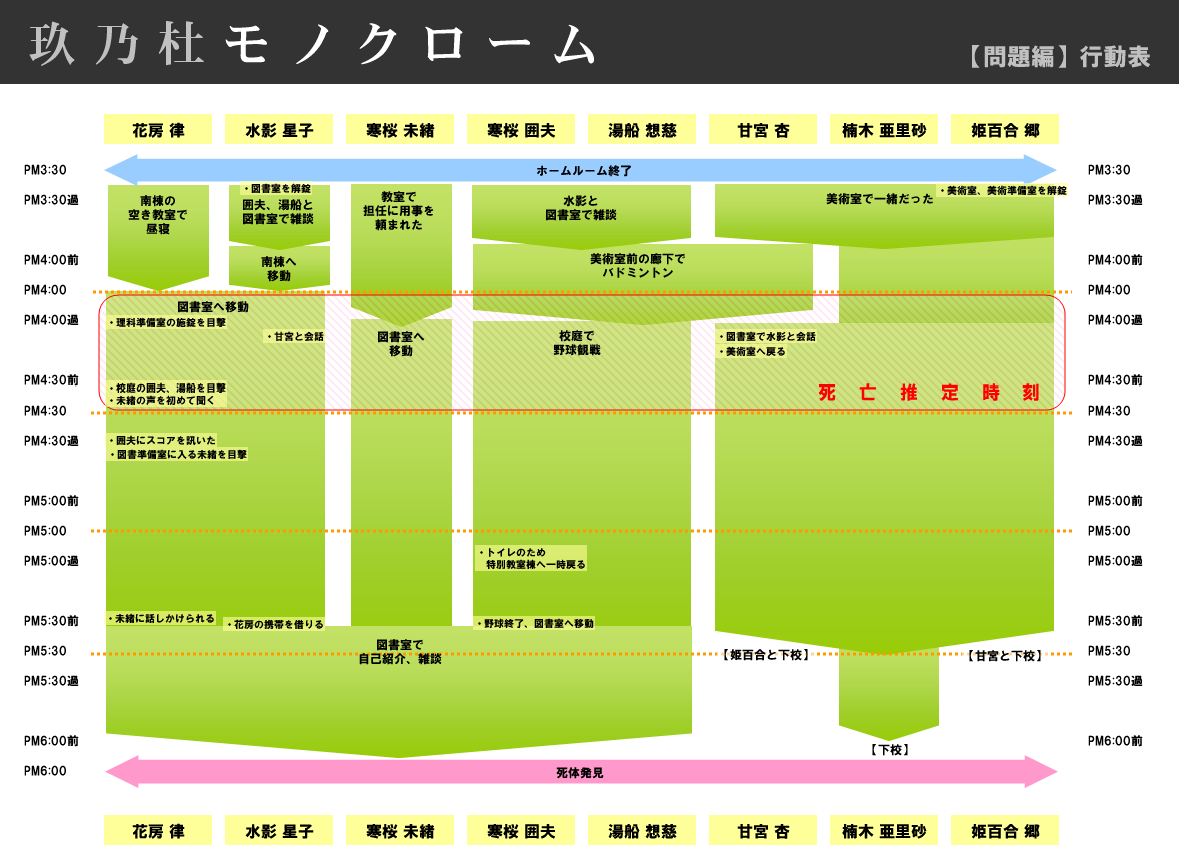 玖乃杜モノクローム
【問題編】行動表
花房 律
水影 星子
寒桜 未緒
寒桜 囲夫
湯船 想慈
甘宮 杏
楠木 亜里砂
姫百合 郷
PM3:30
ホームルーム終了
PM3:30
PM3:30過
南棟の
空き教室で
昼寝
・図書室を解錠
囲夫、湯船と
図書室で雑談
教室で
担任に用事を
頼まれた
水影と
図書室で雑談
美術室で一緒だった
・美術室、美術準備室を解錠
PM3:30過
PM4:00前
南棟へ
移動
美術室前の廊下で
バドミントン
PM4:00前
PM4:00
PM4:00
図書室へ移動
PM4:00過
・理科準備室の施錠を目撃
・甘宮と会話
図書室へ
移動
校庭で
野球観戦
・図書室で水影と会話
・美術室へ戻る
PM4:00過
PM4:30前
・校庭の囲夫、湯船を目撃
・未緒の声を初めて聞く
死亡推定時刻
PM4:30前
PM4:30
PM4:30
PM4:30過
・囲夫にスコアを訊いた
・図書準備室に入る未緒を目撃
PM4:30過
PM5:00前
PM5:00前
PM5:00
PM5:00
PM5:00過
・トイレのため
特別教室棟へ一時戻る
PM5:00過
PM5:30前
・未緒に話しかけられる
・花房の携帯を借りる
・野球終了、図書室へ移動
PM5:30前
PM5:30
図書室で
自己紹介、雑談
【姫百合と下校】
【甘宮と下校】
PM5:30
PM5:30過
PM5:30過
PM6:00前
【下校】
PM6:00前
PM6:00
死体発見
花房 律
水影 星子
寒桜 未緒
寒桜 囲夫
湯船 想慈
甘宮 杏
楠木 亜里砂
姫百合 郷